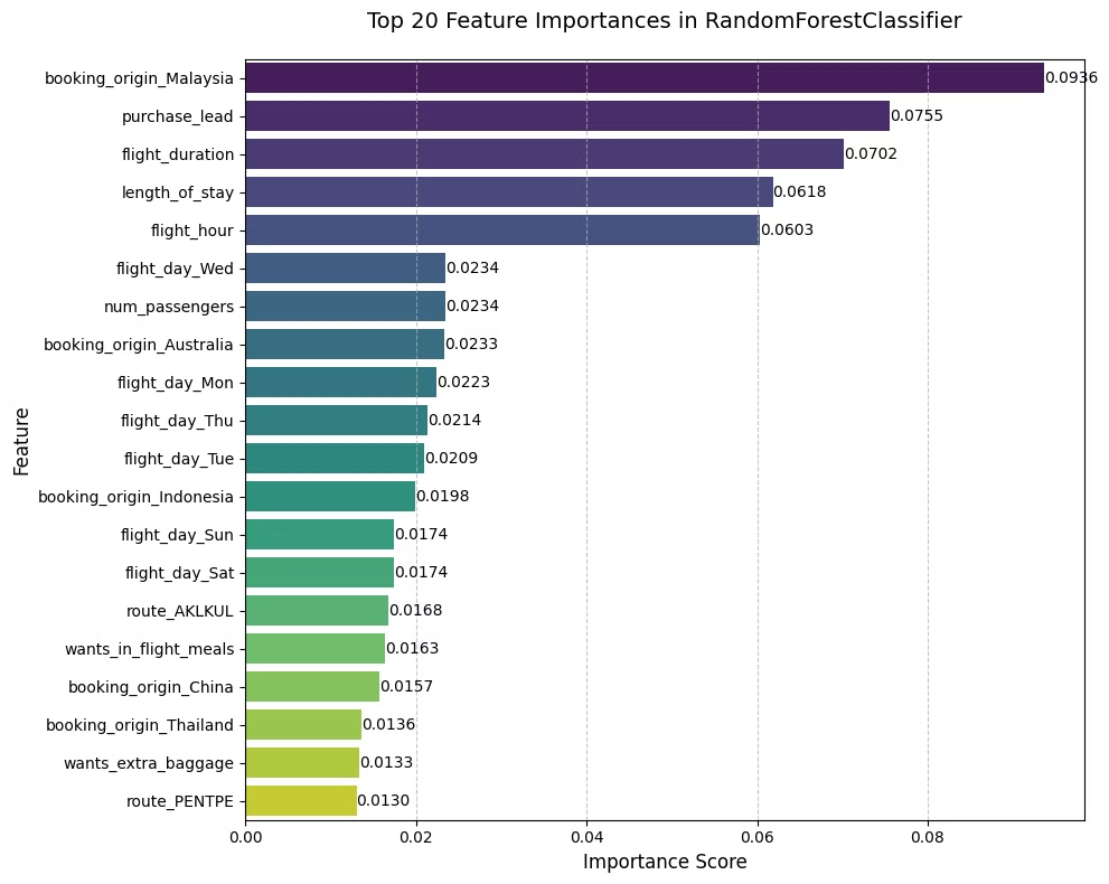 Top 20 Feature Importances in RandomForestClassifier
booking_origin_Malaysia 0.0936
purchase_lead 0.0755
flight_duration 0.0702
length_of_stay 0.0618
flight_hour 0.0603
flight_day_Wed 0.0234
num_passengers 0.0234
booking_origin_Australia 0.0233
flight_day_Mon 0.0223
flight_day_Thu 0.0214
flight_day_Tue 0.0209
booking_origin_Indonesia 0.0198
flight_day_Sun 0.0174
flight_day_Sat 0.0174
route_AKLKUL 0.0168
wants_in_flight_meals 0.0163
booking_origin_China 0.0157
booking_origin_Thailand 0.0136
wants_extra_baggage 0.0133
route_PENTPE 0.0130
Feature
0.00 0.02 0.04 0.06 0.08
Importance Score